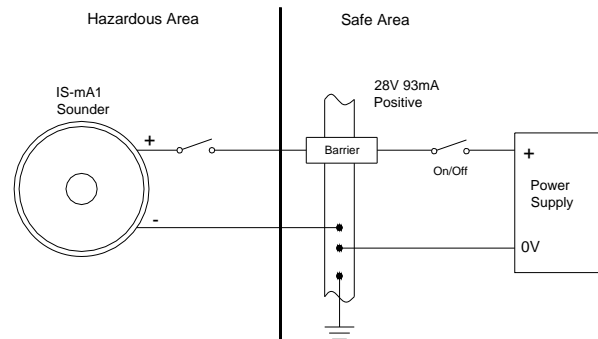 Hazardous Area
Safe Area
28V 93mA
Positive
IS-mA1
Sounder
+
Barrier
On/Off
+
Power
Supply
-
0V